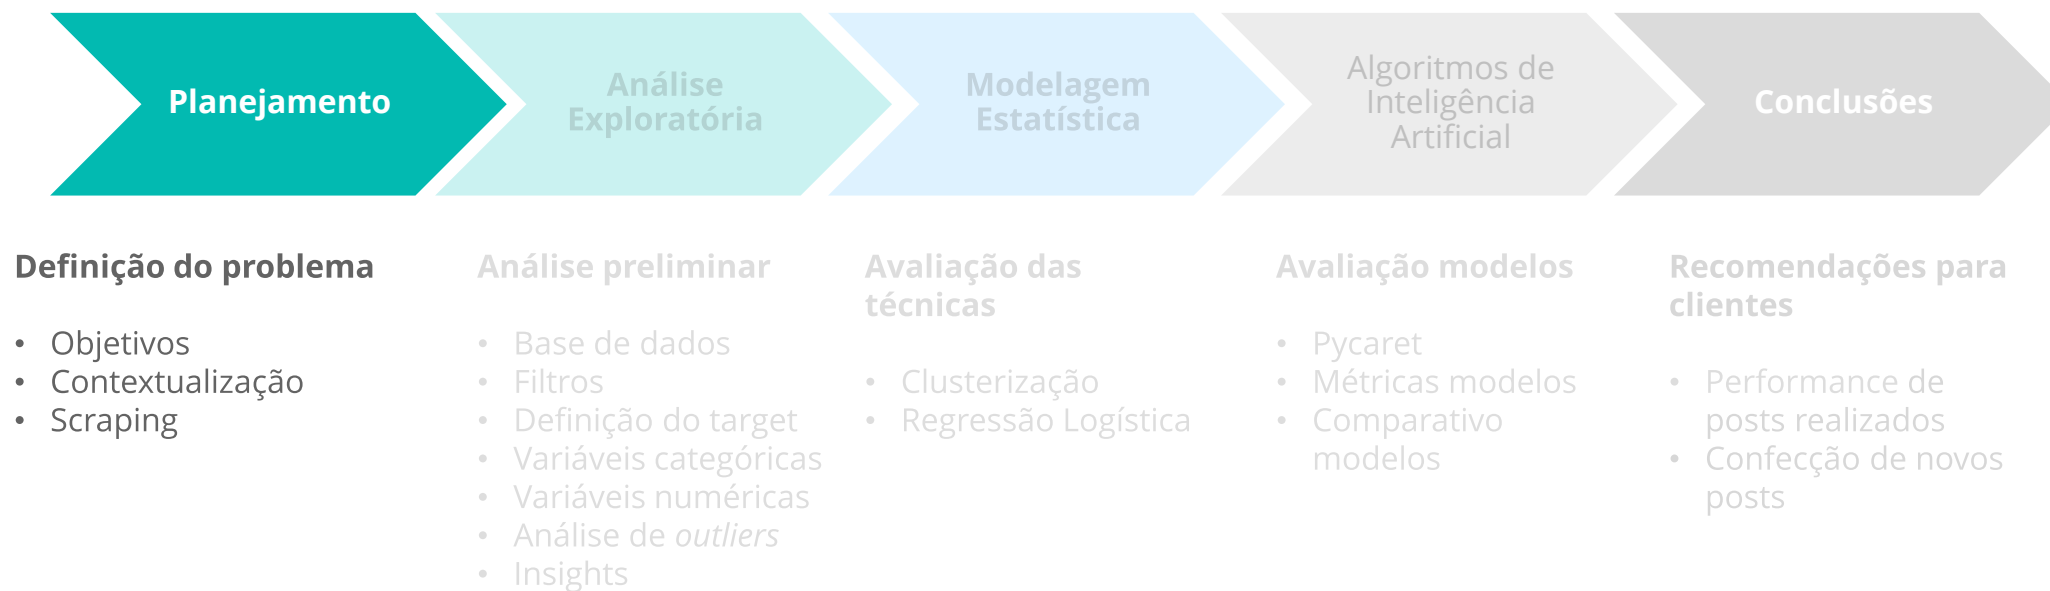 Planejamento
Análise
Exploratória
Modelagem
Estatística
Algoritmos de
Inteligência
Artificial
Conclusões
Definição do problema
• Objetivos
• Contextualização
• Scraping
Análise preliminar
• Base de dados
• Filtros
• Definição do target
• Variáveis categóricas
• Variáveis numéricas
• Análise de outliers
• Insights
Avaliação das
técnicas
• Clusterização
• Regressão Logística
Avaliação modelos
• Pycaret
• Métricas modelos
• Comparativo
modelos
Recomendações para
clientes
• Performance de
posts realizados
• Confecção de novos
posts